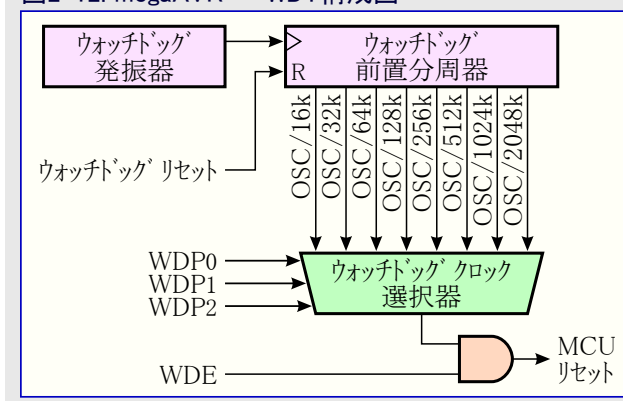 ウォッチドッグ
発振器
ウォッチドッグ
前置分周器
R
ウォッチドッグ リセット
OSC/16k
OSC/32k
OSC/64k
OSC/128k
OSC/256k
OSC/512k
OSC/1024k
OSC/2048k
WDP0
WDP1
WDP2
ウォッチドッグ クロック
選択器
WDE
MCU
リセット